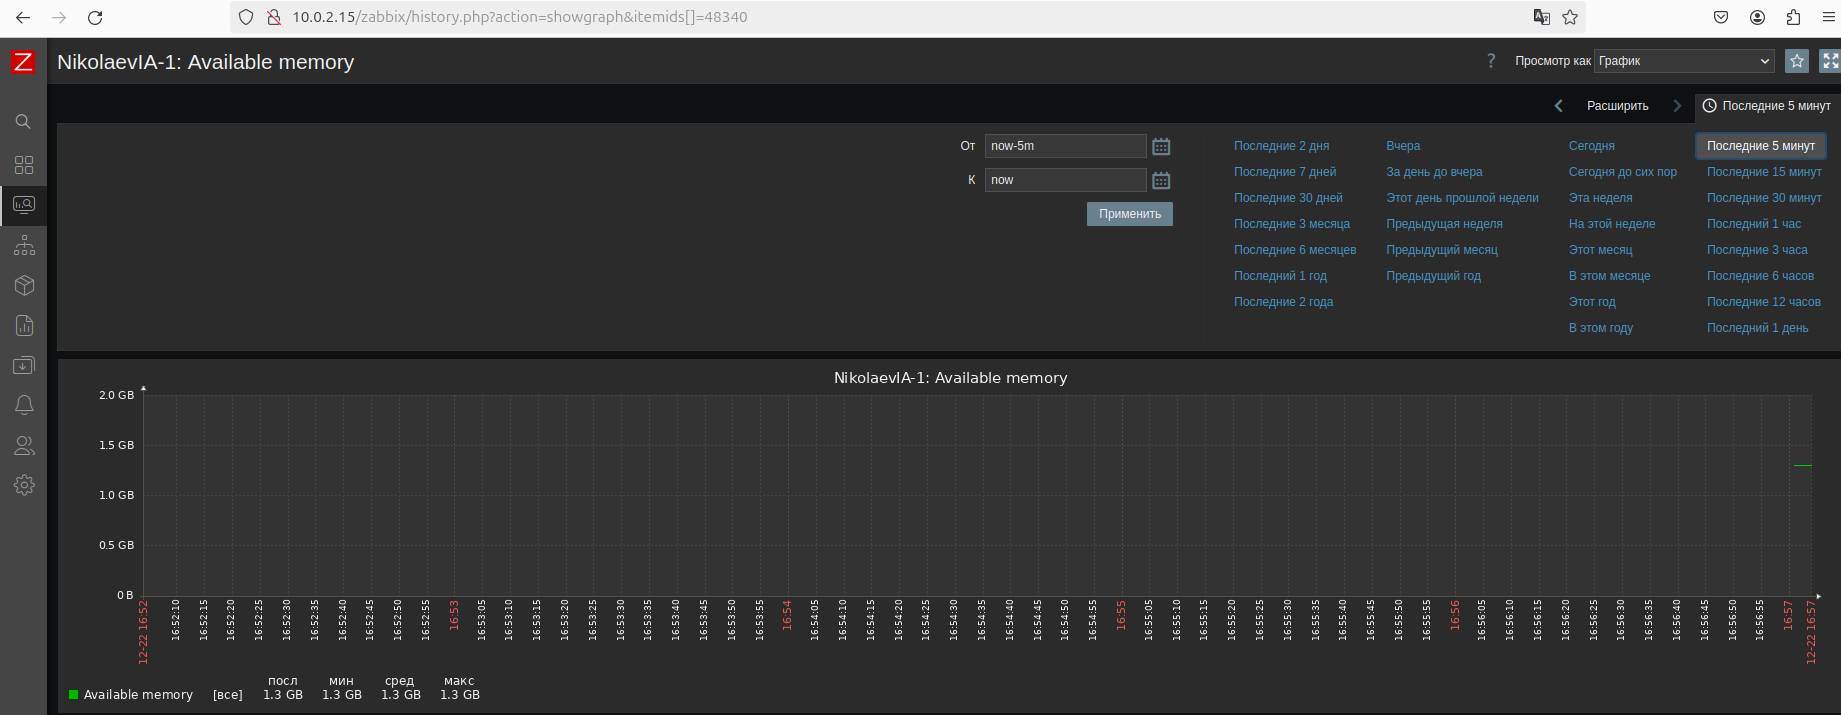 10.0.2.15/zabbix/history.php?action=showgraph&itemids[]=48340
Z
NikolaevIA-1: Available memory
? Просмотр как График
Расширить Последние 5 минут
От now-5m
К now
Применить
Последние 2 дня Вчера Сегодня Последние 5 минут
Последние 7 дней За день до вчера Сегодня до сих пор Последние 15 минут
Последние 30 дней Этот день прошлой недели Эта неделя Последние 30 минут
Последние 3 месяца Предыдущая неделя На этой неделе Последний 1 час
Последние 6 месяцев Предыдущий месяц Этот месяц Последние 3 часа
Последний 1 год Предыдущий год В этом месяце Последние 6 часов
Последние 2 года Этот год Последние 12 часов
В этом году Последний 1 день
NikolaevIA-1: Available memory
2.0 GB
1.5 GB
1.0 GB
0.5 GB
0 B
12-22 16:52 16:52:10 16:52:15 16:52:20 16:52:25 16:52:30 16:52:35 16:52:40 16:52:45 16:52:50 16:52:55 16:53 16:53:05 16:53:10 16:53:15 16:53:20 16:53:25 16:53:30 16:53:35 16:53:40 16:53:45 16:53:50 16:53:55 16:54 16:54:05 16:54:10 16:54:15 16:54:20 16:54:25 16:54:30 16:54:35 16:54:40 16:54:45 16:54:50 16:54:55 16:55 16:55:05 16:55:10 16:55:15 16:55:20 16:55:25 16:55:30 16:55:35 16:55:40 16:55:45 16:55:50 16:55:55 16:56 16:56:05 16:56:10 16:56:15 16:56:20 16:56:25 16:56:30 16:56:35 16:56:40 16:56:45 16:56:50 16:56:55 16:57 12-22 16:57
посл мин сред макс
Available memory [все] 1.3 GB 1.3 GB 1.3 GB 1.3 GB